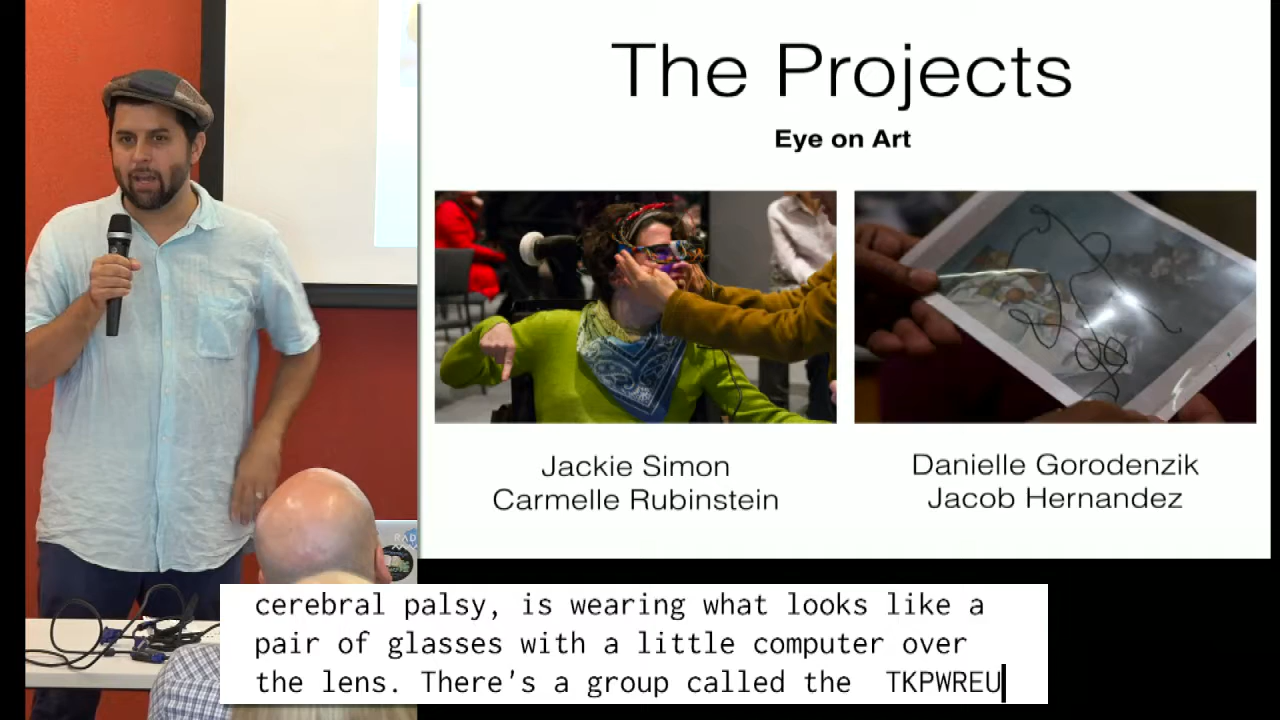 The Projects
Eye on Art
Jackie Simon
Carmelle Rubinstein
Danielle Gorodenzik
Jacob Hernandez
RAD
cerebral palsy, is wearing what looks like a
pair of glasses with a little computer over
the lens. There's a group called the  TKPWREU